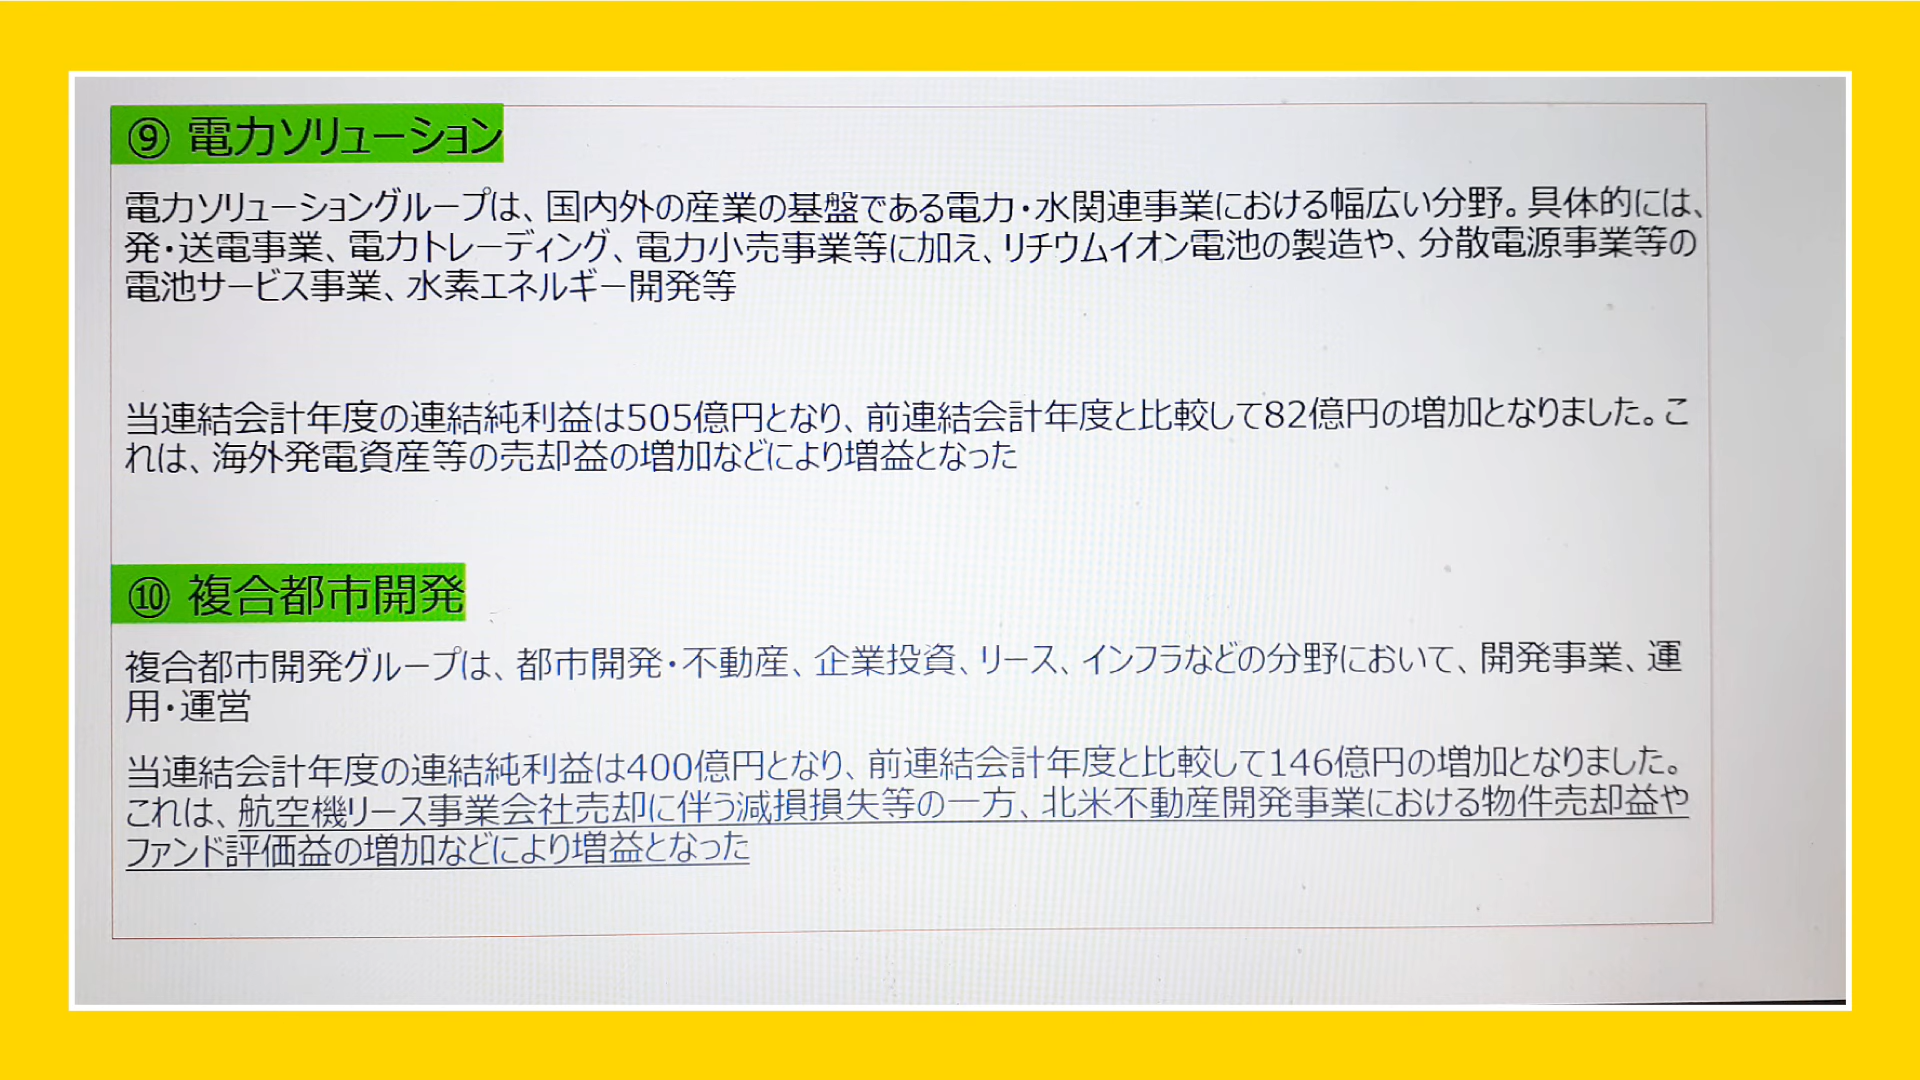 ⑨ 電力ソリューション
電力ソリューショングループは、国内外の産業の基盤である電力・水関連事業における幅広い分野。具体的には、
発・送電事業、電力トレーディング、電力小売事業等に加え、リチウムイオン電池の製造や、分散電源事業等の
電池サービス事業、水素エネルギー開発等
当連結会計年度の連結純利益は505億円となり、前連結会計年度と比較して82億円の増加となりました。こ
れは、海外発電資産等の売却益の増加などにより増益となった
⑩ 複合都市開発
複合都市開発グループは、都市開発・不動産、企業投資、リース、インフラなどの分野において、開発事業、運
用・運営
当連結会計年度の連結純利益は400億円となり、前連結会計年度と比較して146億円の増加となりました。
これは、航空機リース事業会社売却に伴う減損損失等の一方、北米不動産開発事業における物件売却益や
ファンド評価益の増加などにより増益となった